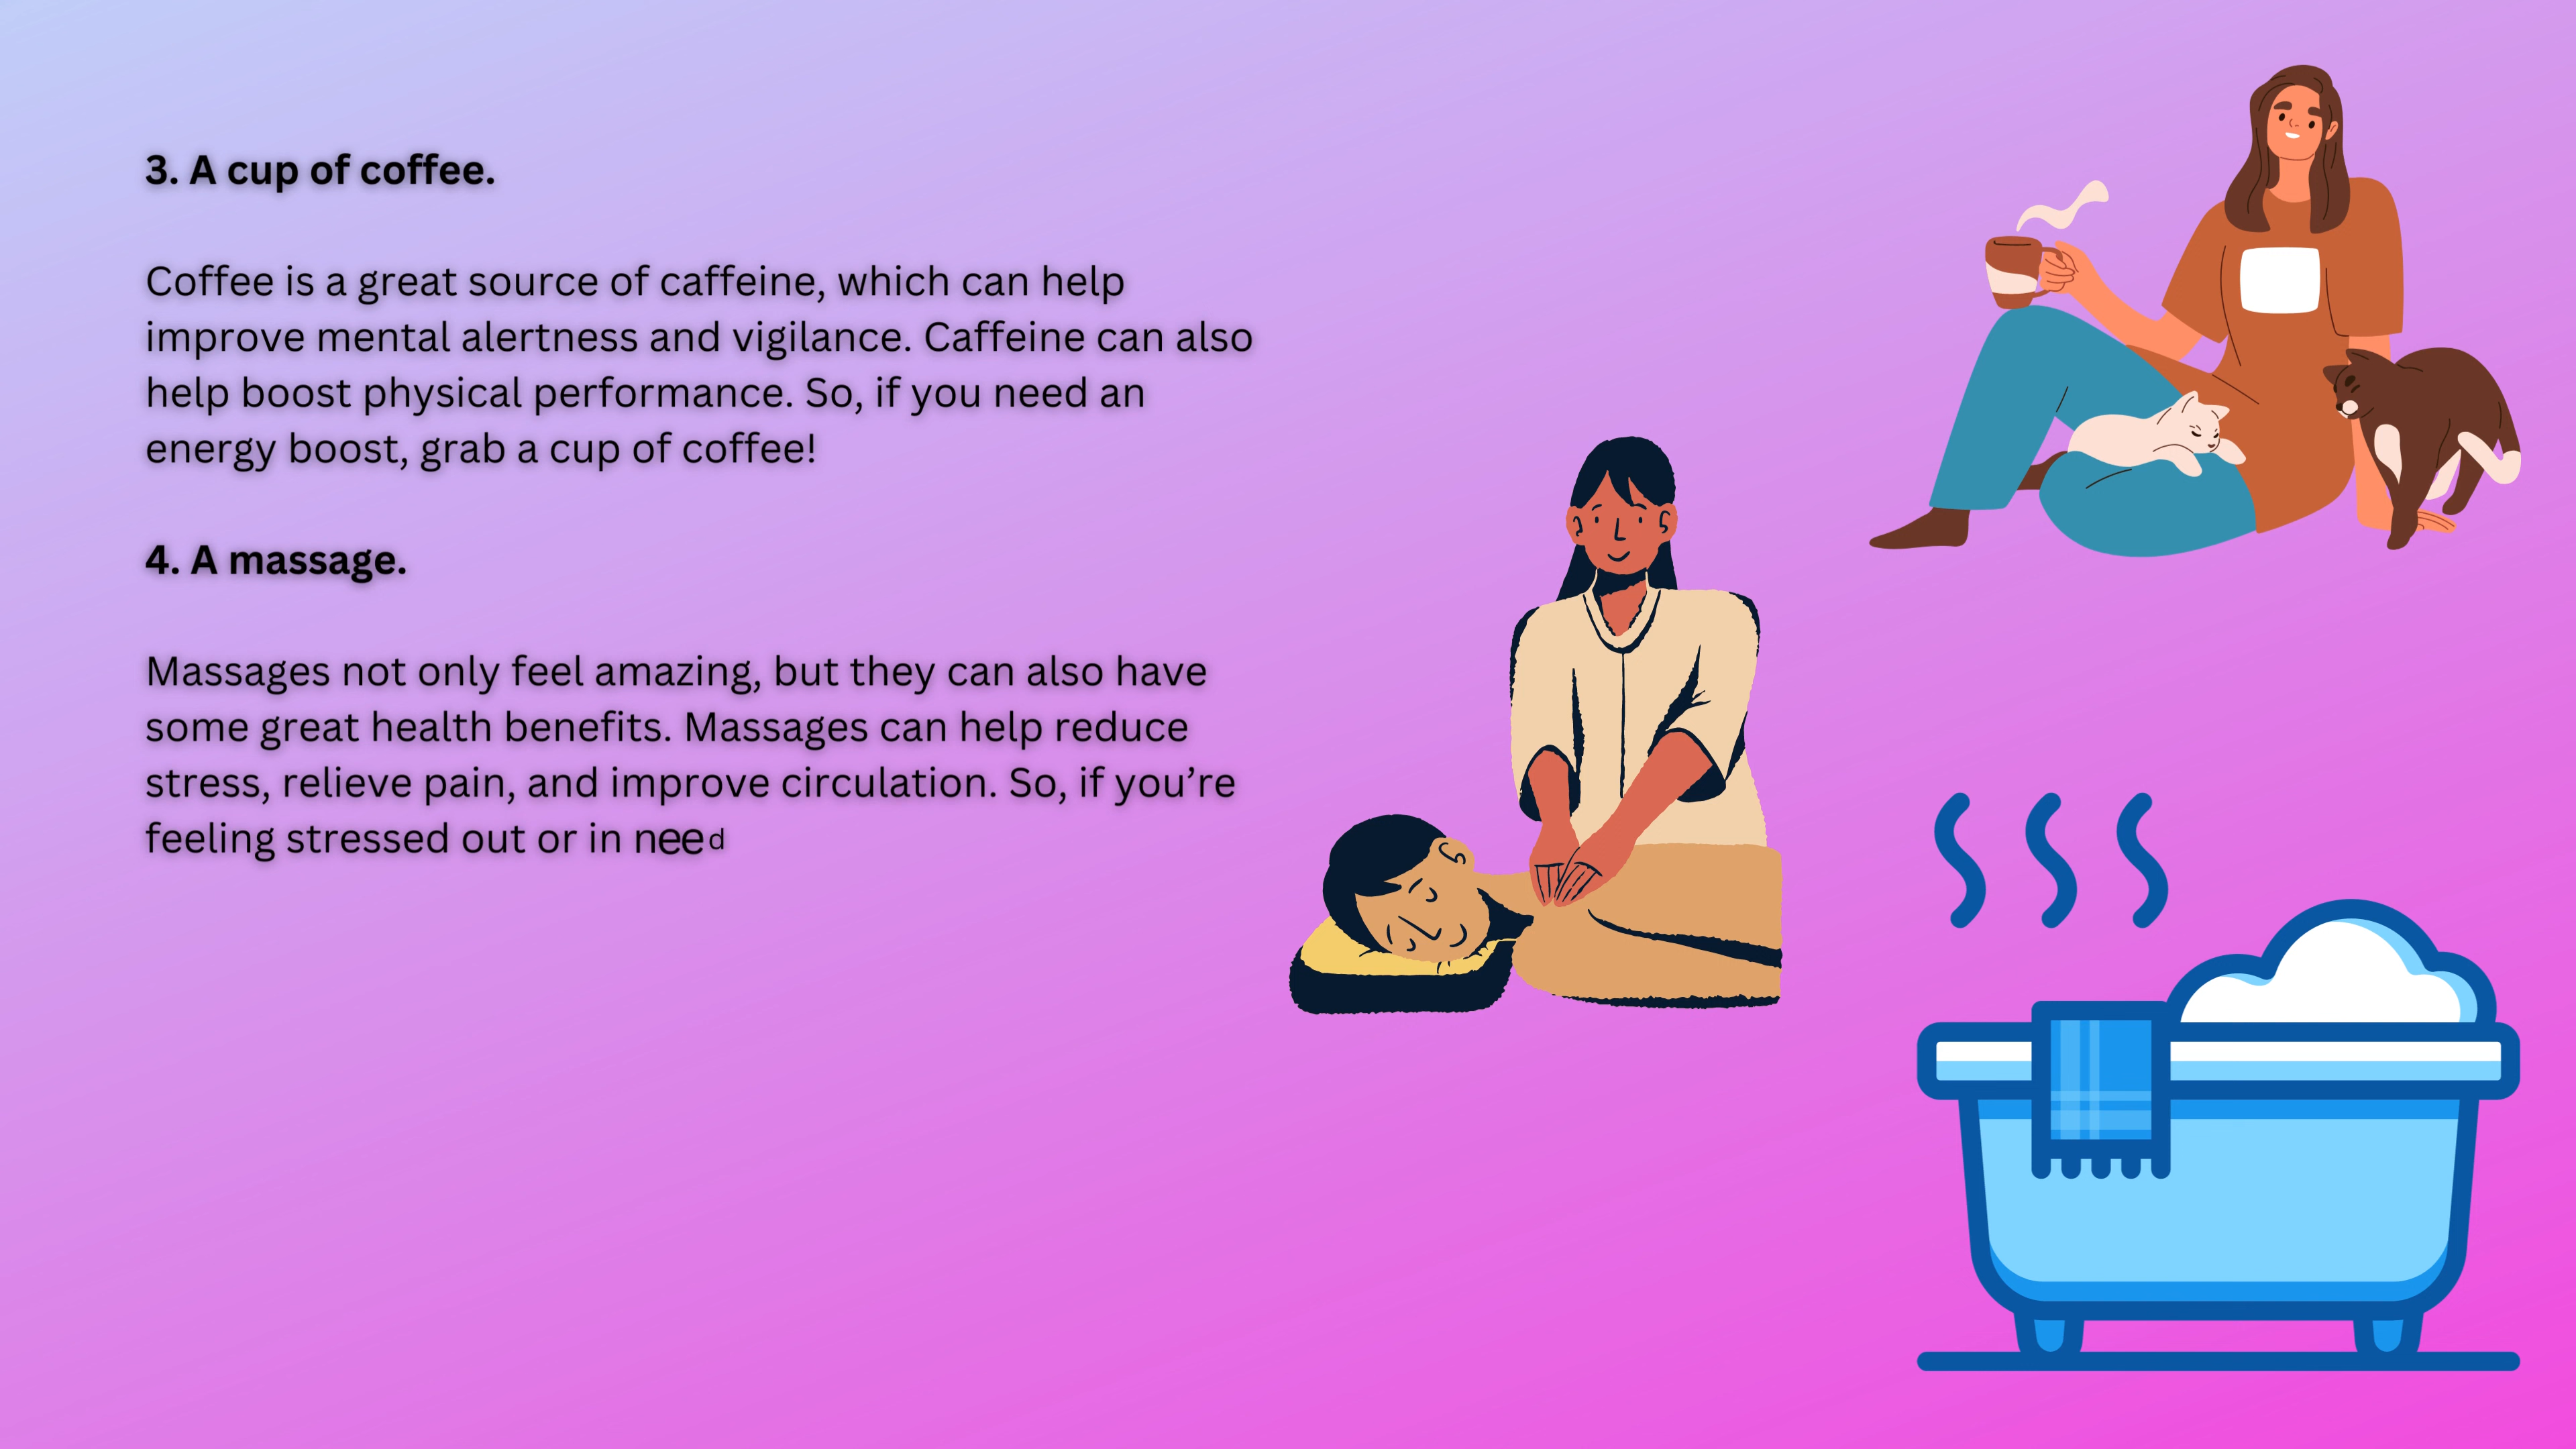 3. A cup of coffee.
Coffee is a great source of caffeine, which can help
improve mental alertness and vigilance. Caffeine can also
help boost physical performance. So, if you need an
energy boost, grab a cup of coffee!
4. A massage.
Massages not only feel amazing, but they can also have
some great health benefits. Massages can help reduce
stress, relieve pain, and improve circulation. So, if you’re
feeling stressed out or in need